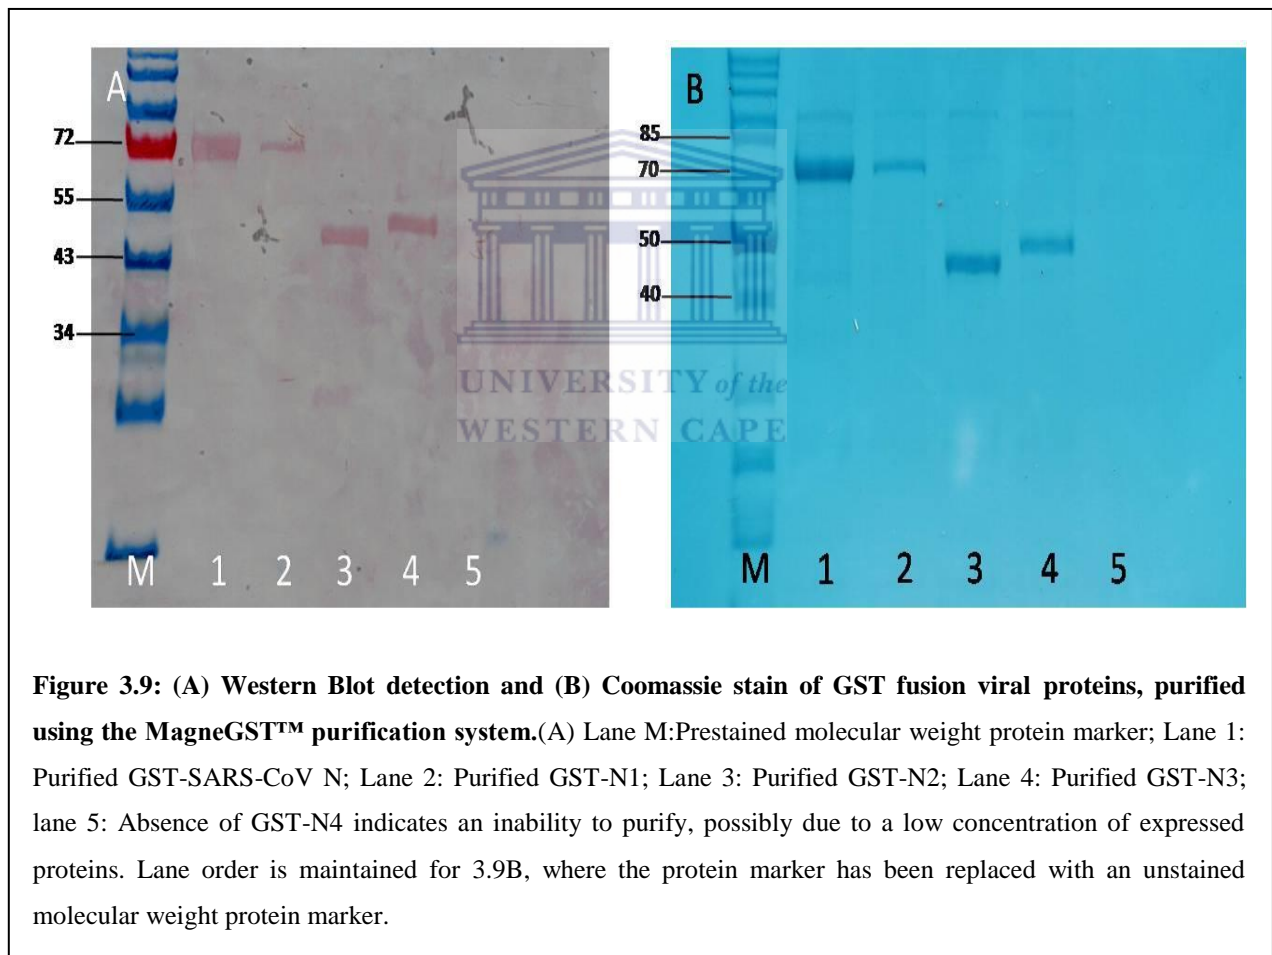 A
B
72
55
43
34
85
70
50
40
UNIVERSITY of the
WESTERN CAPE
M 1 2 3 4 5
M 1 2 3 4 5
Figure 3.9: (A) Western Blot detection and (B) Coomassie stain of GST fusion viral proteins, purified
using the MagneGST™ purification system.(A) Lane M:Prestained molecular weight protein marker; Lane 1:
Purified GST-SARS-CoV N; Lane 2: Purified GST-N1; Lane 3: Purified GST-N2; Lane 4: Purified GST-N3;
lane 5: Absence of GST-N4 indicates an inability to purify, possibly due to a low concentration of expressed
proteins. Lane order is maintained for 3.9B, where the protein marker has been replaced with an unstained
molecular weight protein marker.